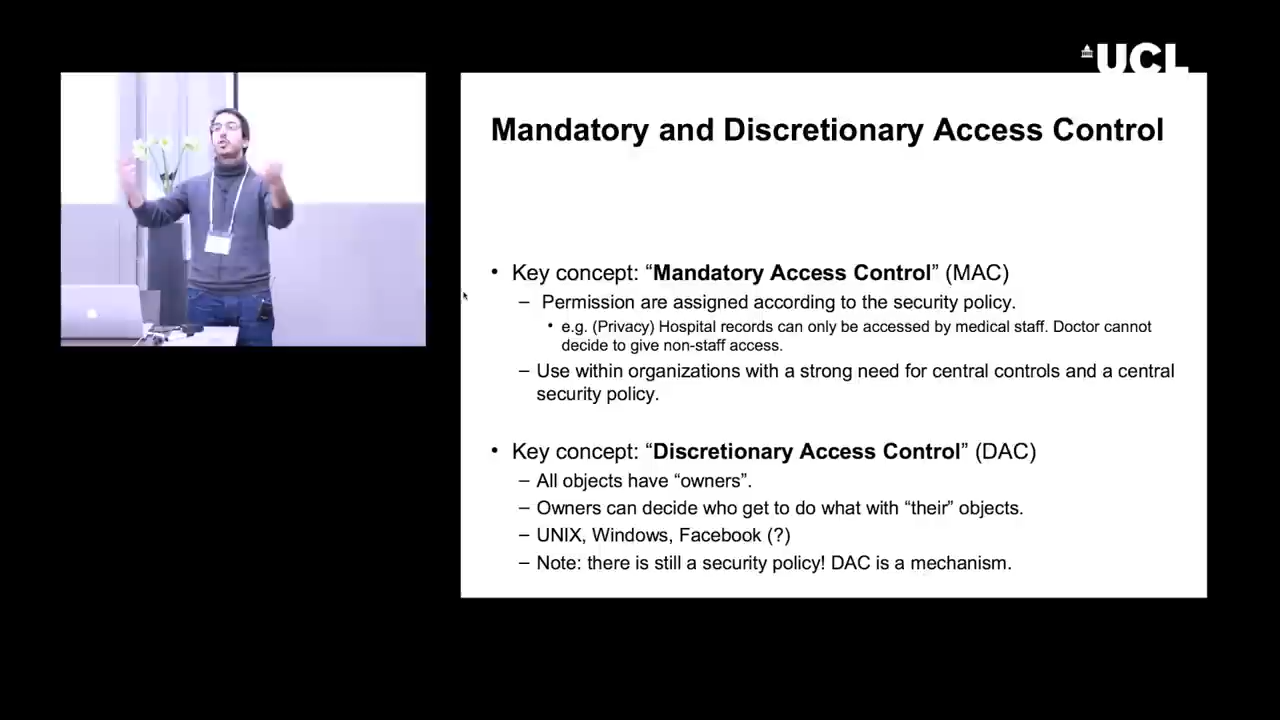 UCL
Mandatory and Discretionary Access Control
• Key concept: “Mandatory Access Control” (MAC)
– Permission are assigned according to the security policy.
• e.g. (Privacy) Hospital records can only be accessed by medical staff. Doctor cannot
decide to give non-staff access.
– Use within organizations with a strong need for central controls and a central
security policy.
• Key concept: “Discretionary Access Control” (DAC)
– All objects have “owners”.
– Owners can decide who get to do what with “their” objects.
– UNIX, Windows, Facebook (?)
– Note: there is still a security policy! DAC is a mechanism.